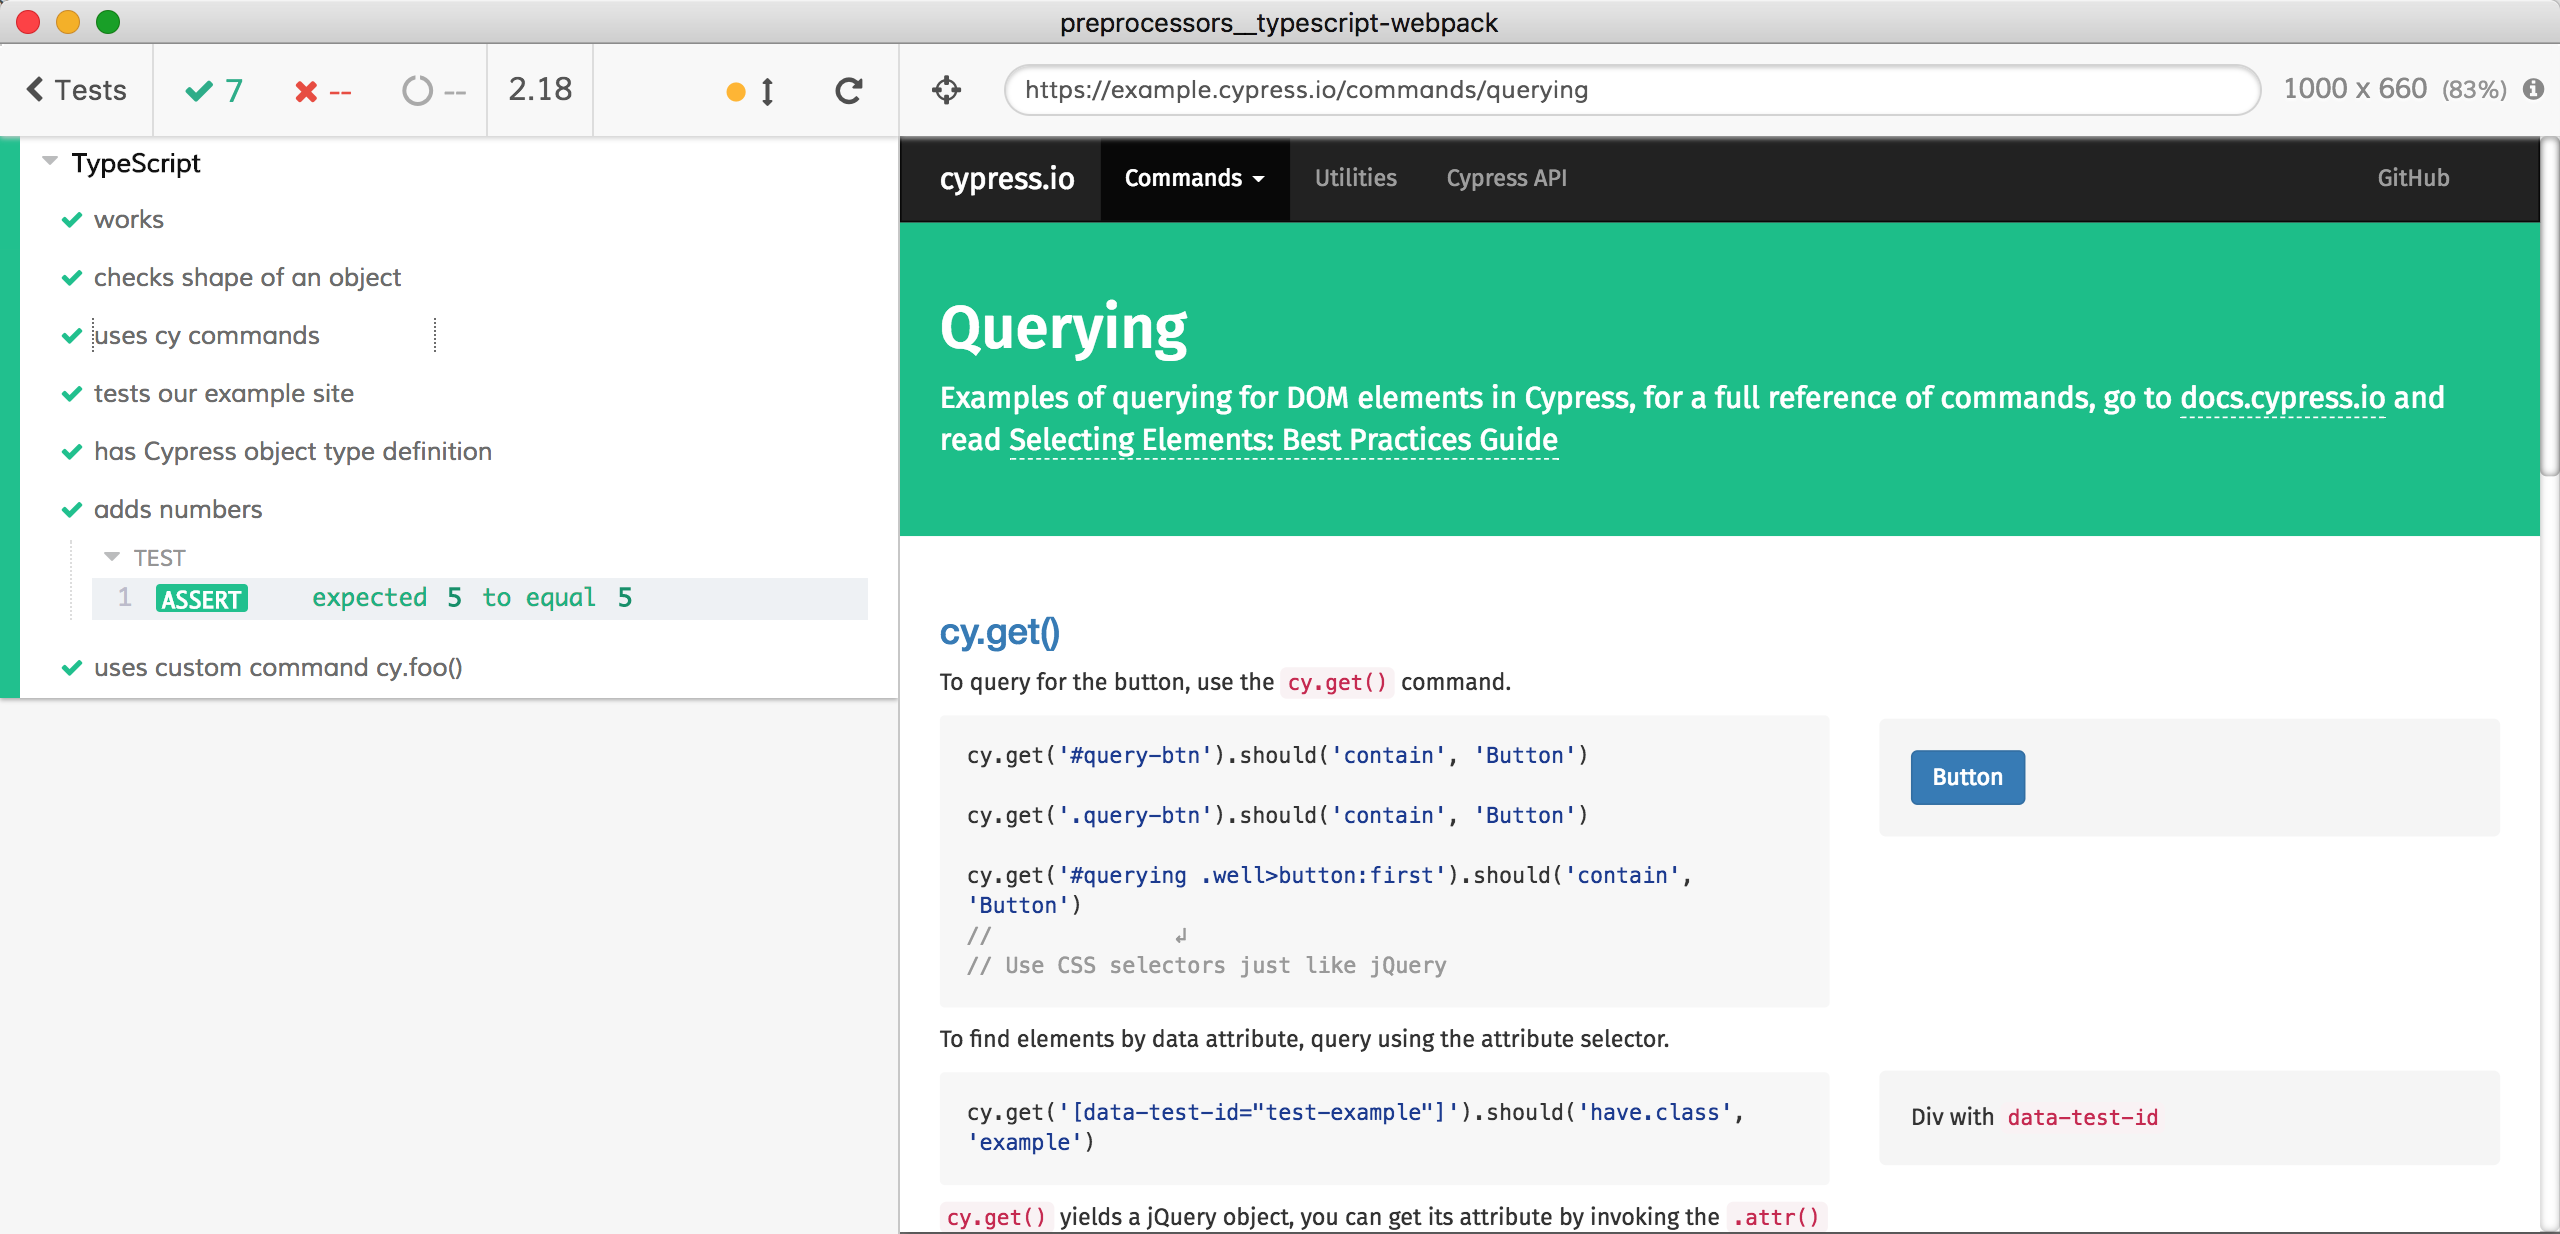 preprocessors__typescript-webpack
Tests 7 -- -- 2.18
https://example.cypress.io/commands/querying 1000 x 660 (83%)
TypeScript
works
checks shape of an object
uses cy commands
tests our example site
has Cypress object type definition
adds numbers
TEST
1 ASSERT expected 5 to equal 5
uses custom command cy.foo()
cypress.io Commands Utilities Cypress API GitHub
Querying
Examples of querying for DOM elements in Cypress, for a full reference of commands, go to docs.cypress.io and
read Selecting Elements: Best Practices Guide
cy.get()
To query for the button, use the cy.get() command.
cy.get('#query-btn').should('contain', 'Button')
cy.get('.query-btn').should('contain', 'Button')
cy.get('#querying .well>button:first').should('contain',
'Button')
// ↲
// Use CSS selectors just like jQuery
Button
To find elements by data attribute, query using the attribute selector.
cy.get('[data-test-id="test-example"]').should('have.class',
'example')
Div with data-test-id
cy.get() yields a jQuery object, you can get its attribute by invoking the .attr()